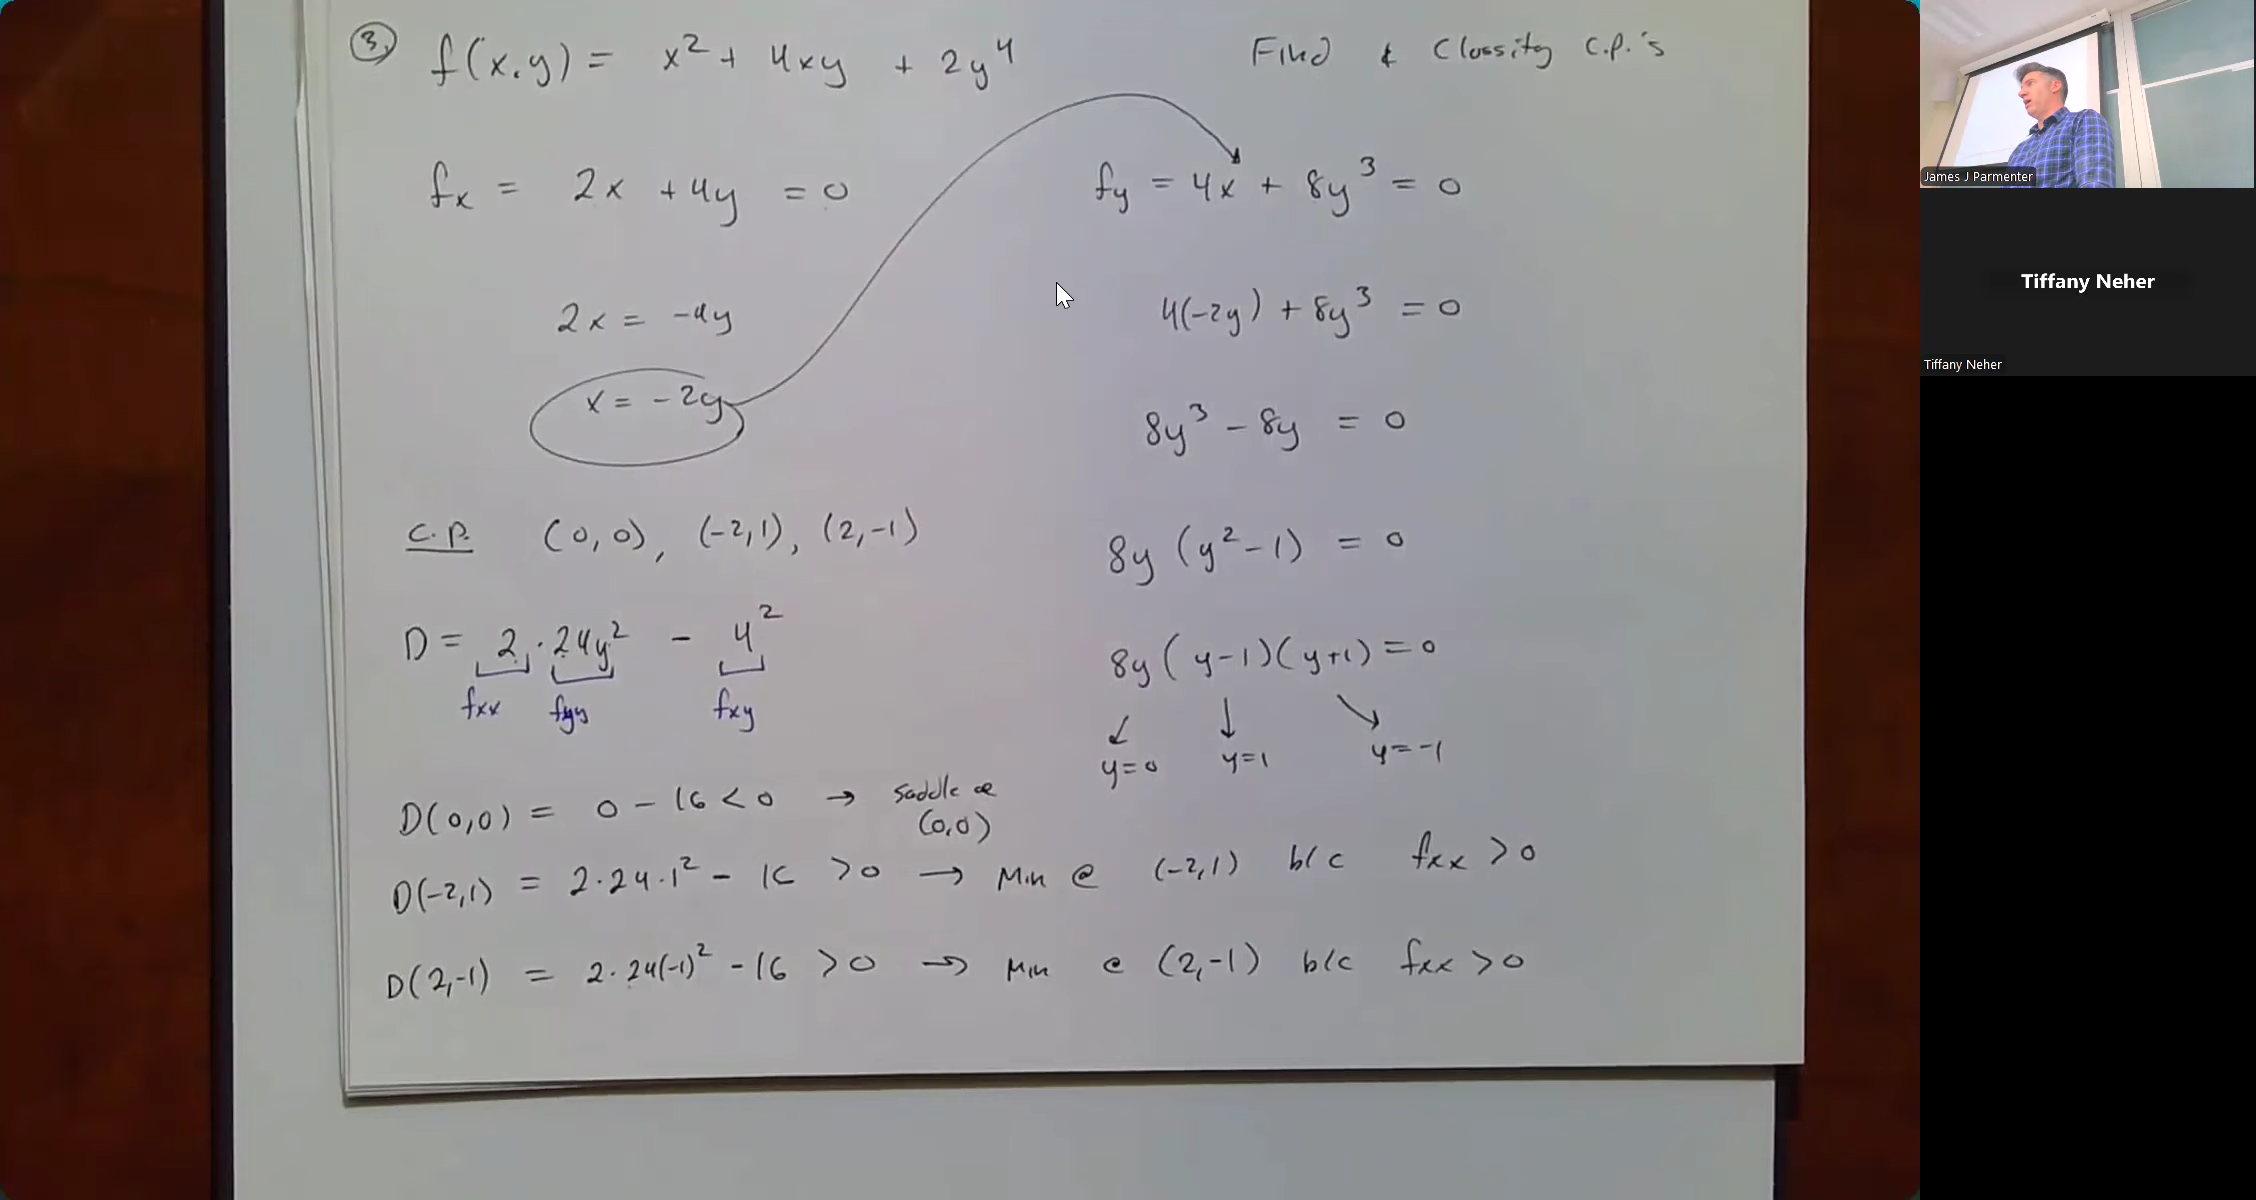 3. f(x,y) = x² + 4xy + 2y⁴ Find & Classify C.P.'s
fx = 2x + 4y = 0
fy = 4x + 8y³ = 0
2x = -4y
4(-2y) + 8y³ = 0
x = -2y
8y³ - 8y = 0
C.P. (0,0), (-2,1), (2,-1)
8y (y² - 1) = 0
D = 2 · 24y² - 4²
fxx fyy fxy
8y (y-1)(y+1) = 0
y=0 y=1 y=-1
D(0,0) = 0 - 16 < 0 → saddle @
(0,0)
D(-2,1) = 2·24·1² - 16 > 0 → Min @ (-2,1) b/c fxx > 0
D(2,-1) = 2·24(-1)² - 16 > 0 → Min @ (2,-1) b/c fxx > 0
James J Parmenter
Tiffany Neher
Tiffany Neher